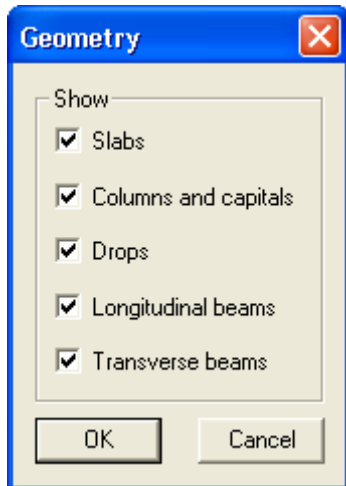 Geometry
Show
Slabs
Columns and capitals
Drops
Longitudinal beams
Transverse beams
OK Cancel